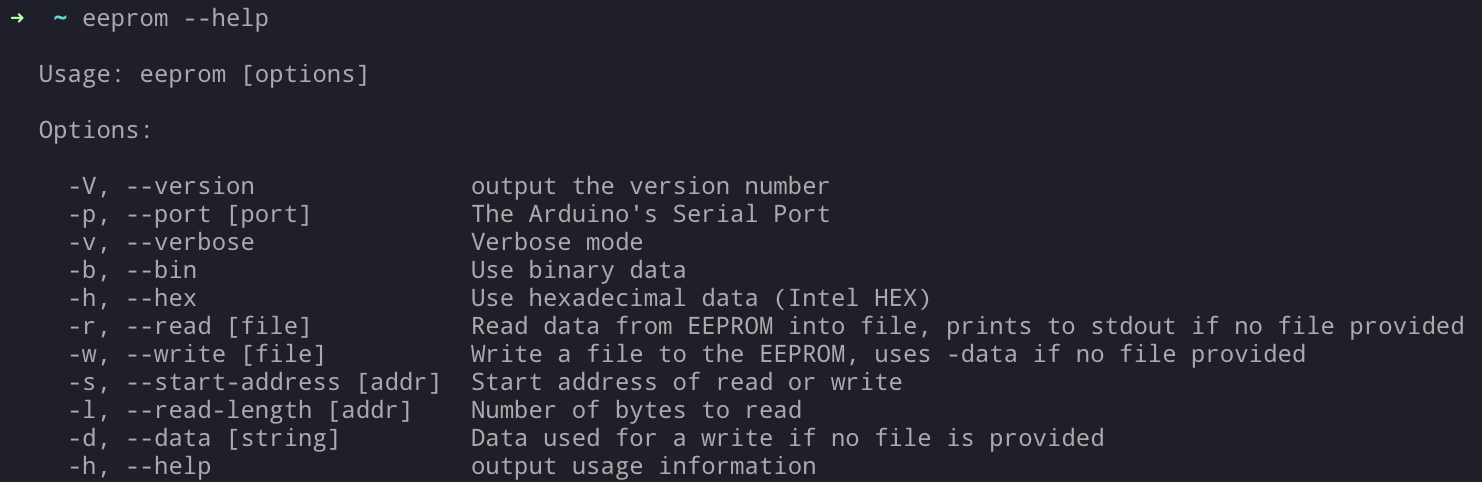 → ~ eeprom --help
Usage: eeprom [options]
Options:
-V, --version output the version number
-p, --port [port] The Arduino's Serial Port
-v, --verbose Verbose mode
-b, --bin Use binary data
-h, --hex Use hexadecimal data (Intel HEX)
-r, --read [file] Read data from EEPROM into file, prints to stdout if no file provided
-w, --write [file] Write a file to the EEPROM, uses -data if no file provided
-s, --start-address [addr] Start address of read or write
-l, --read-length [addr] Number of bytes to read
-d, --data [string] Data used for a write if no file is provided
-h, --help output usage information